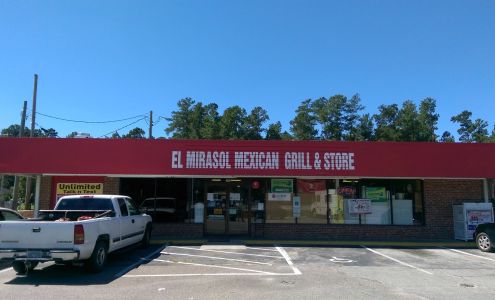 EL MIRASOL MEXICAN GRILL & STORE
Unlimited
Talk n Text